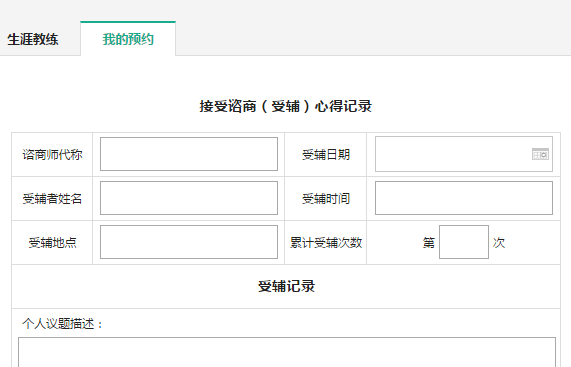 生涯教练 我的预约
接受谘商（受辅）心得记录
谘商师代称 受辅日期
受辅者姓名 受辅时间
受辅地点 累计受辅次数 第 次
受辅记录
个人议题描述：